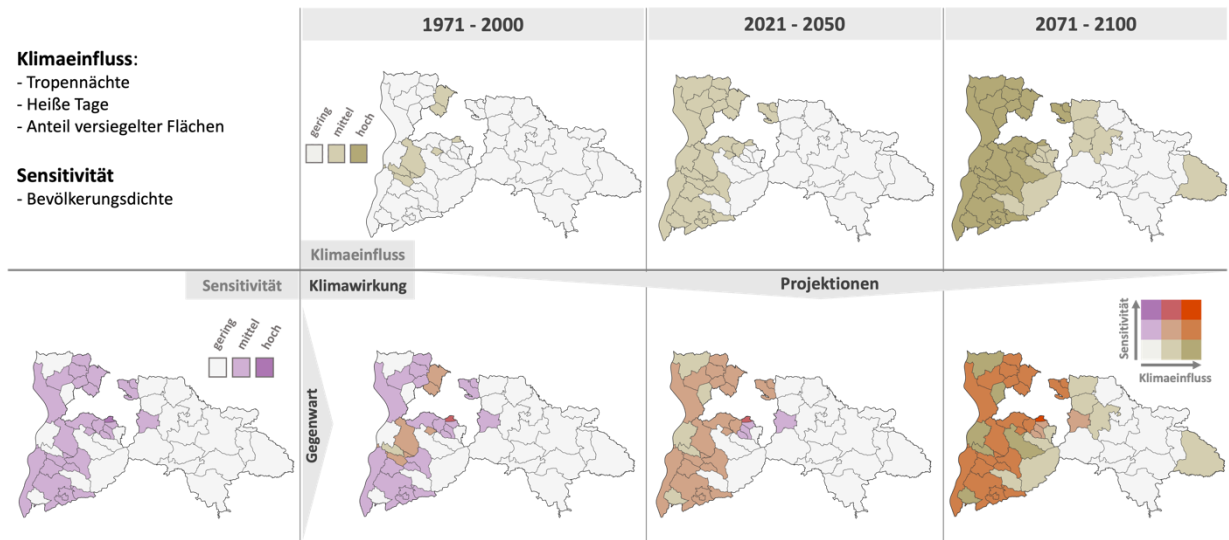 1971 - 2000
2021 - 2050
2071 - 2100
Klimaeinfluss:
- Tropennächte
- Heiße Tage
- Anteil versiegelter Flächen
Sensitivität
- Bevölkerungsdichte
gering
mittel
hoch
Klimaeinfluss
Sensitivität
Klimawirkung
Projektionen
gering
mittel
hoch
Gegenwart
Sensitivität
Klimaeinfluss